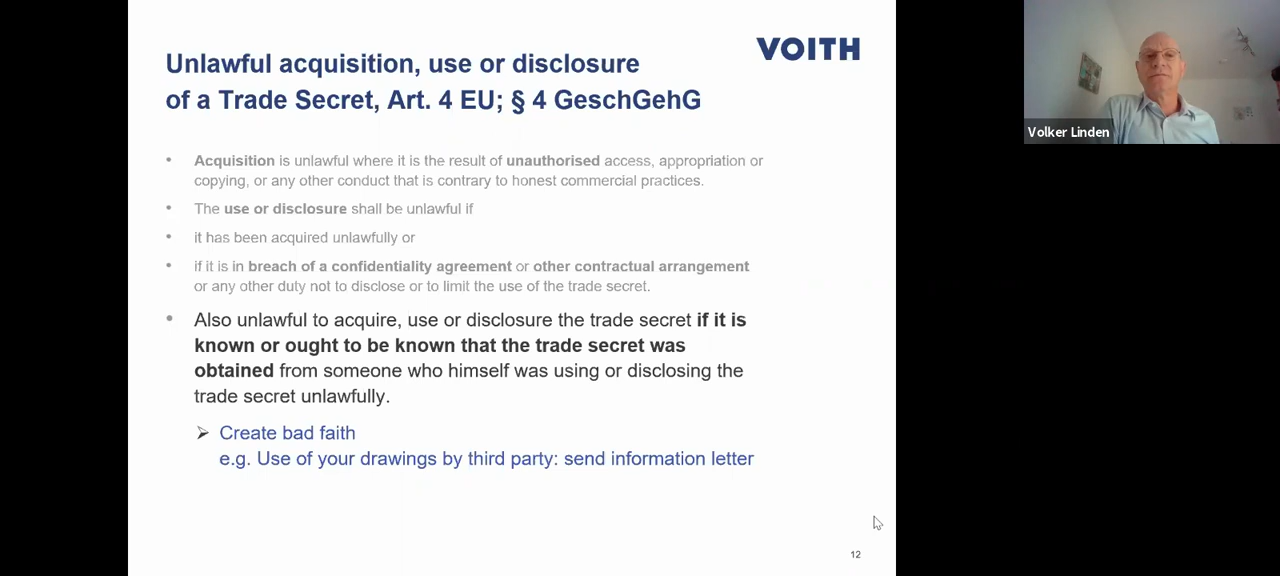 VOITH
Unlawful acquisition, use or disclosure
of a Trade Secret, Art. 4 EU; § 4 GeschGehG
• Acquisition is unlawful where it is the result of unauthorised access, appropriation or
copying, or any other conduct that is contrary to honest commercial practices.
• The use or disclosure shall be unlawful if
• it has been acquired unlawfully or
• if it is in breach of a confidentiality agreement or other contractual arrangement
or any other duty not to disclose or to limit the use of the trade secret.
• Also unlawful to acquire, use or disclosure the trade secret if it is
known or ought to be known that the trade secret was
obtained from someone who himself was using or disclosing the
trade secret unlawfully.
➢ Create bad faith
e.g. Use of your drawings by third party: send information letter
12
Volker Linden